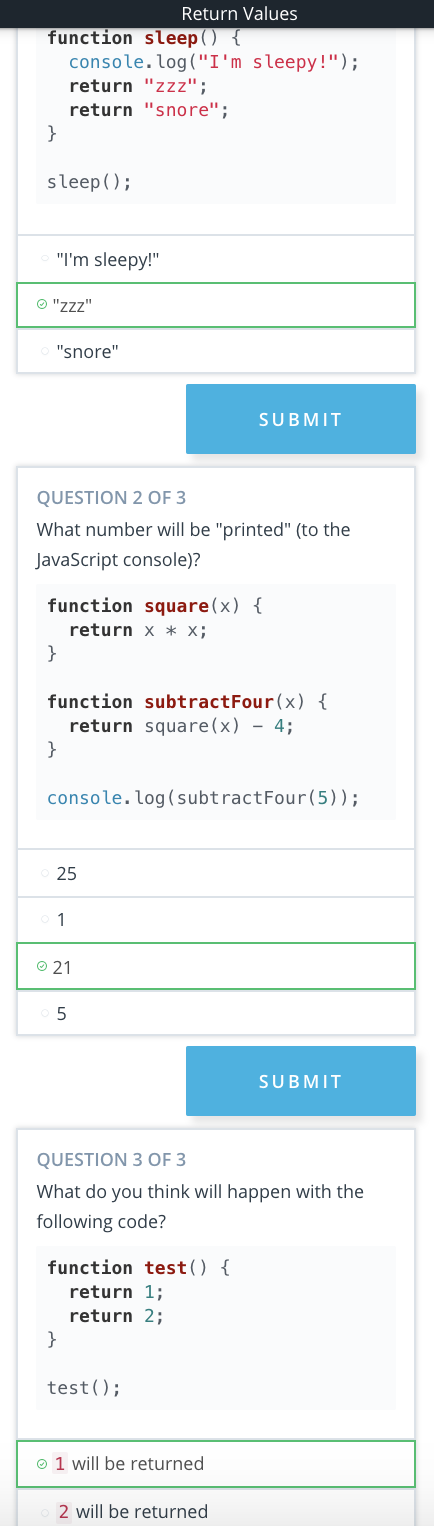 Return Values
function sleep() {
  console.log("I'm sleepy!");
  return "zzz";
  return "snore";
}
sleep();
"I'm sleepy!"
"zzz"
"snore"
SUBMIT
QUESTION 2 OF 3
What number will be "printed" (to the
JavaScript console)?
function square(x) {
  return x * x;
}
function subtractFour(x) {
  return square(x) - 4;
}
console.log(subtractFour(5));
25
1
21
5
SUBMIT
QUESTION 3 OF 3
What do you think will happen with the
following code?
function test() {
  return 1;
  return 2;
}
test();
1 will be returned
2 will be returned